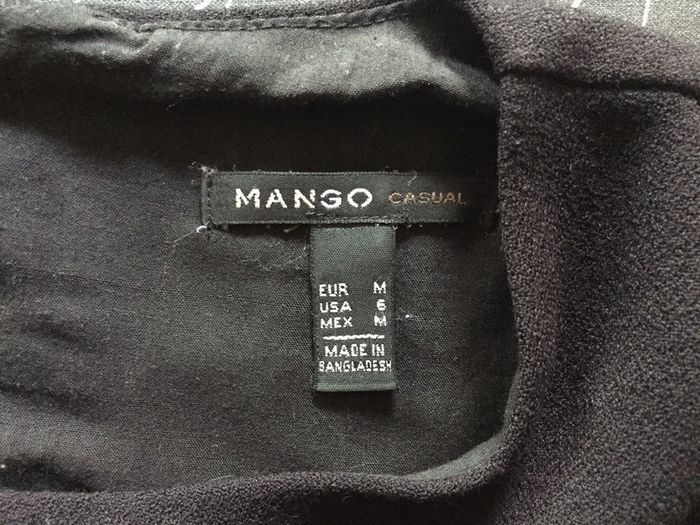 MANGO CASUAL
EUR M
USA 6
MEX M
MADE IN
BANGLADESH